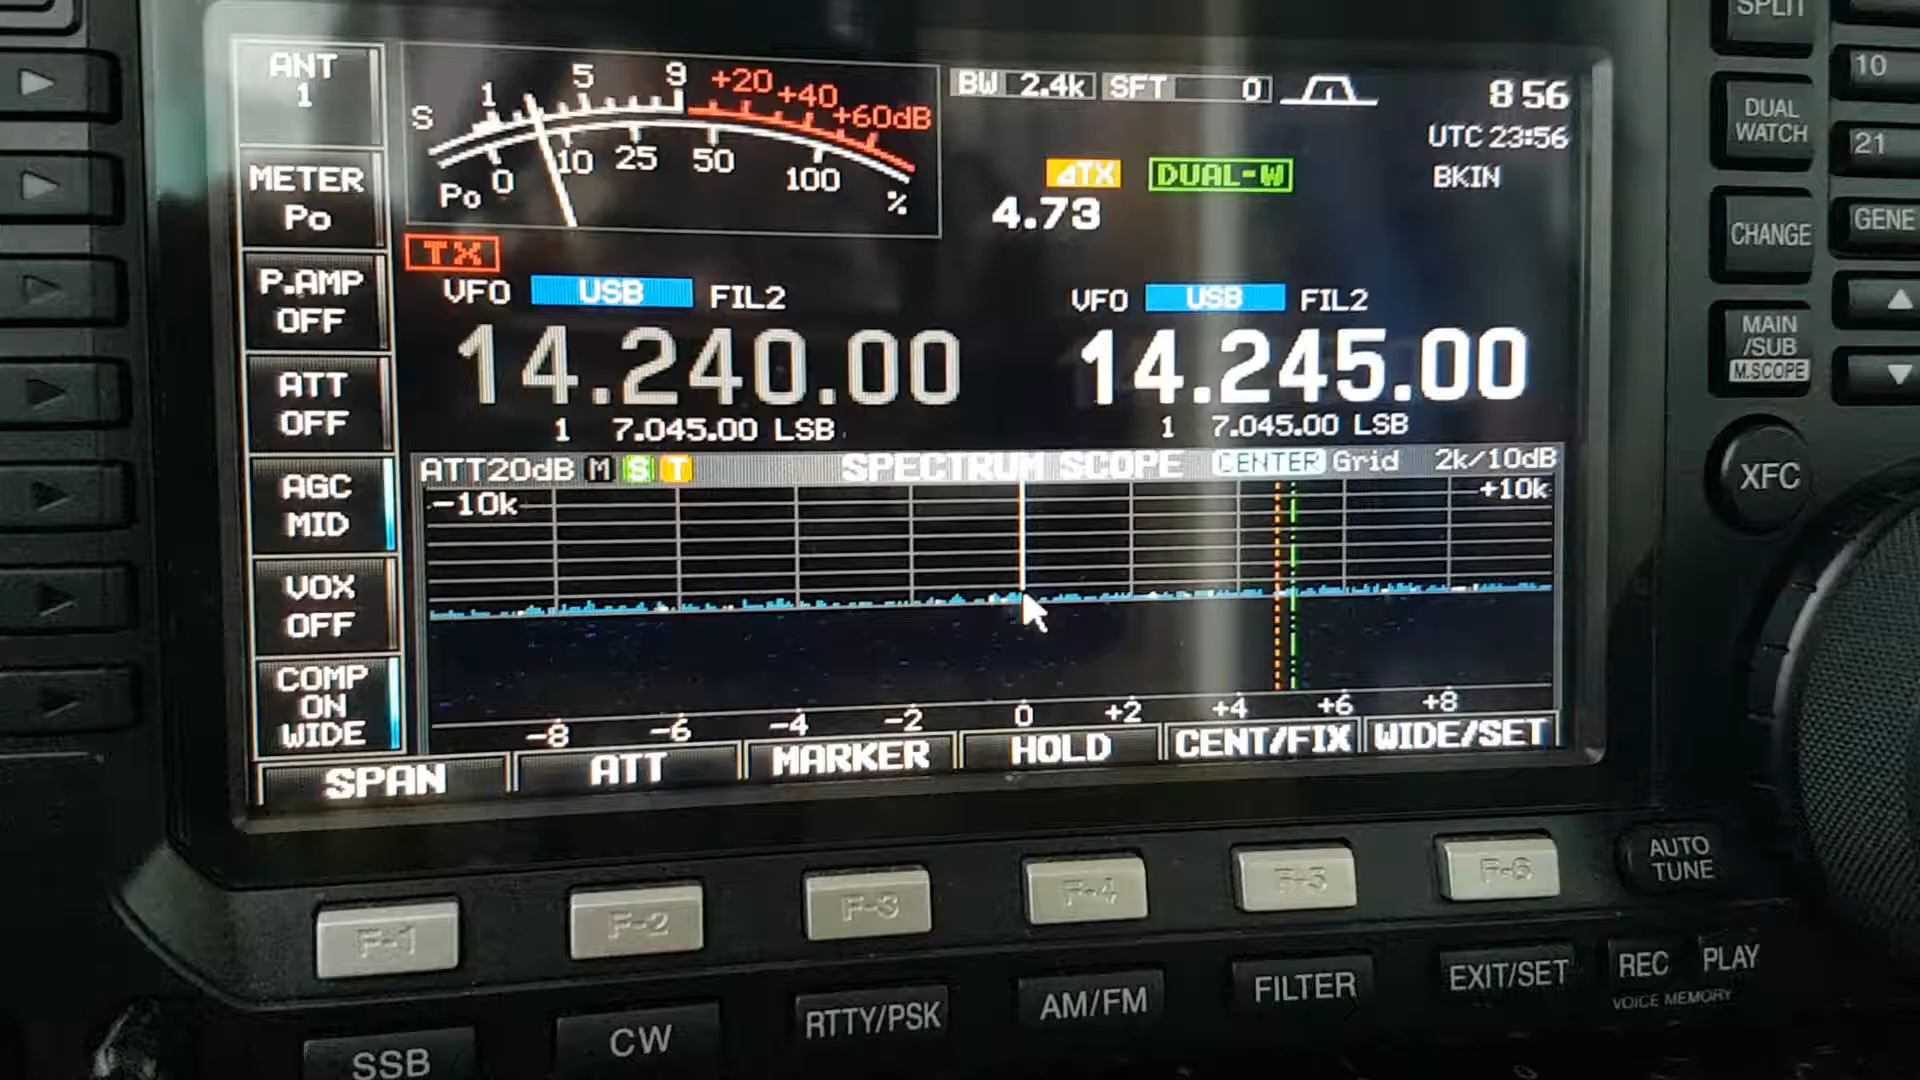 SPLIT
ANT
1
1 5 9 +20 +40 +60dB
S
Po 0 10 25 50 100 %
BW 2.4k SFT 0
8 56
UTC 23:56
BKIN
⊿TX DUAL-W
4.73
METER
Po
TX
P.AMP
OFF
VFO USB FIL2
VFO USB FIL2
14.240.00
14.245.00
1 7.045.00 LSB
1 7.045.00 LSB
ATT
OFF
AGC
MID
VOX
OFF
COMP
ON
WIDE
ATT20dB M S T SPECTRUM SCOPE CENTER Grid 2k/10dB
-10k +10k
-8 -6 -4 -2 0 +2 +4 +6 +8
SPAN ATT MARKER HOLD CENT/FIX WIDE/SET
10
DUAL
WATCH
21
CHANGE
GENE
MAIN
/SUB
M.SCOPE
XFC
F-1 F-2 F-3 F-4 F-5 F-6
AUTO
TUNE
SSB CW RTTY/PSK AM/FM FILTER EXIT/SET REC PLAY
VOICE MEMORY